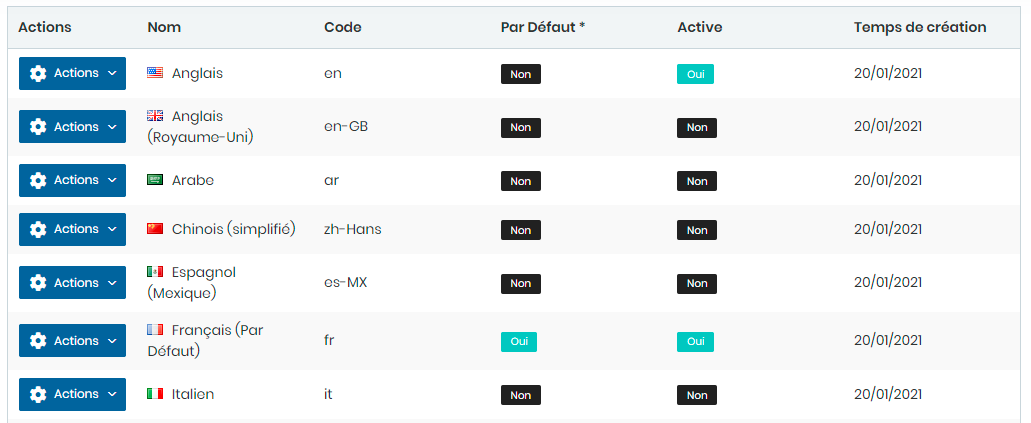 Actions Nom Code Par Défaut * Active Temps de création
Actions Anglais en Non Oui 20/01/2021
Actions Anglais
(Royaume-Uni) en-GB Non Non 20/01/2021
Actions Arabe ar Non Non 20/01/2021
Actions Chinois (simplifié) zh-Hans Non Non 20/01/2021
Actions Espagnol
(Mexique) es-MX Non Non 20/01/2021
Actions Français (Par
Défaut) fr Oui Oui 20/01/2021
Actions Italien it Non Non 20/01/2021